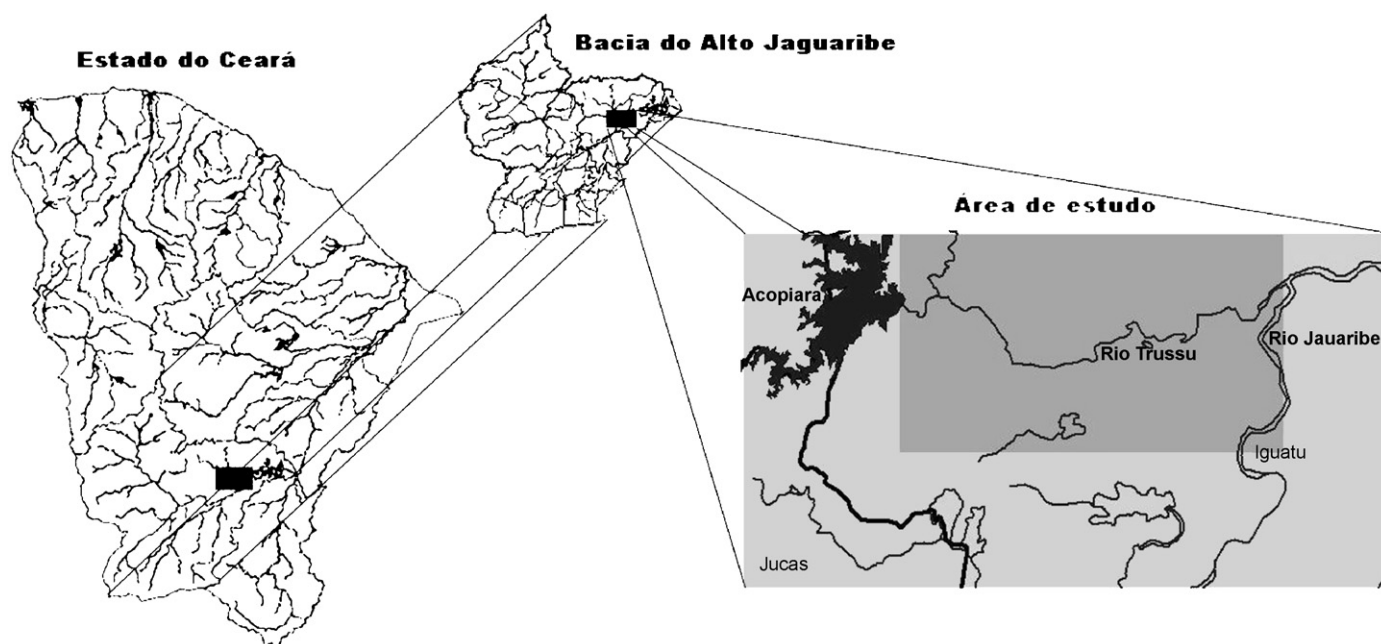 Estado do Ceará
Bacia do Alto Jaguaribe
Área de estudo
Acopiara
Rio Trussu
Rio Jauaribe
Iguatu
Jucas